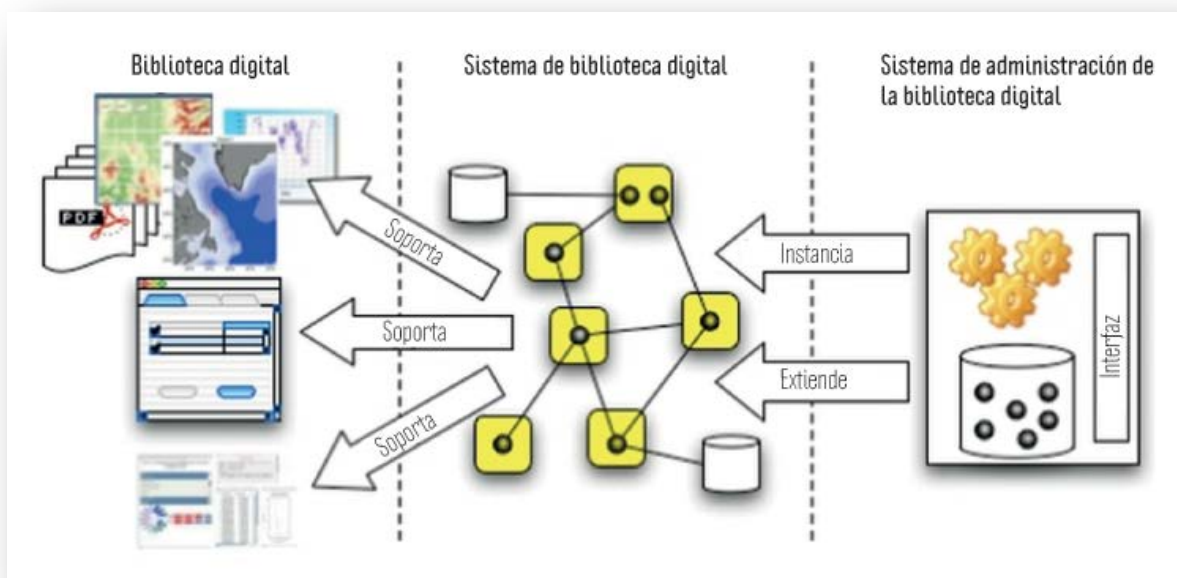 Biblioteca digital
Sistema de biblioteca digital
Sistema de administración de
la biblioteca digital
PDF
Soporta
Soporta
Soporta
Instancia
Extiende
Interfaz